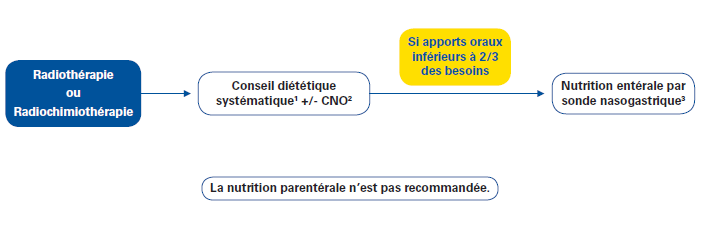 Radiothérapie
ou
Radiochimiothérapie
Conseil diététique
systématique¹ +/- CNO²
Si apports oraux
inférieurs à 2/3
des besoins
Nutrition entérale par
sonde nasogastrique³
La nutrition parentérale n’est pas recommandée.